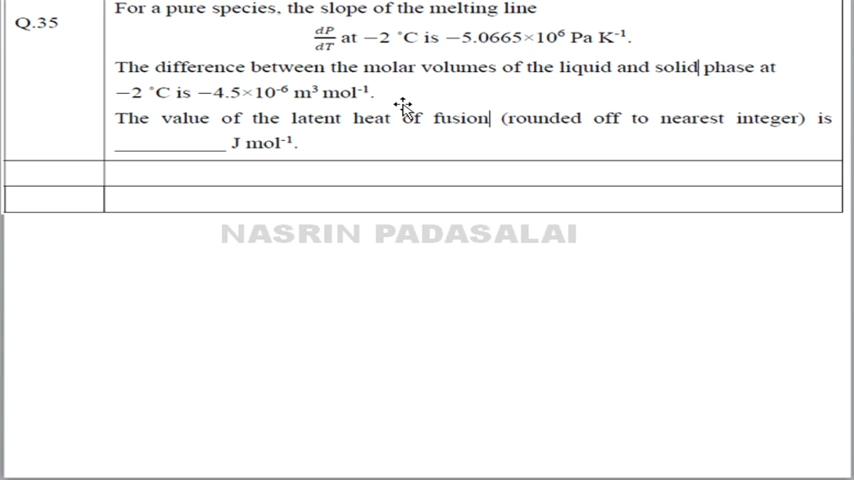 For a pure species, the slope of the melting line
Q.35
dP/dT at −2 °C is −5.0665×10⁶ Pa K⁻¹.
The difference between the molar volumes of the liquid and solid phase at
−2 °C is −4.5×10⁻⁶ m³ mol⁻¹.
The value of the latent heat of fusion (rounded off to nearest integer) is
__________ J mol⁻¹.
NASRIN PADASALAI